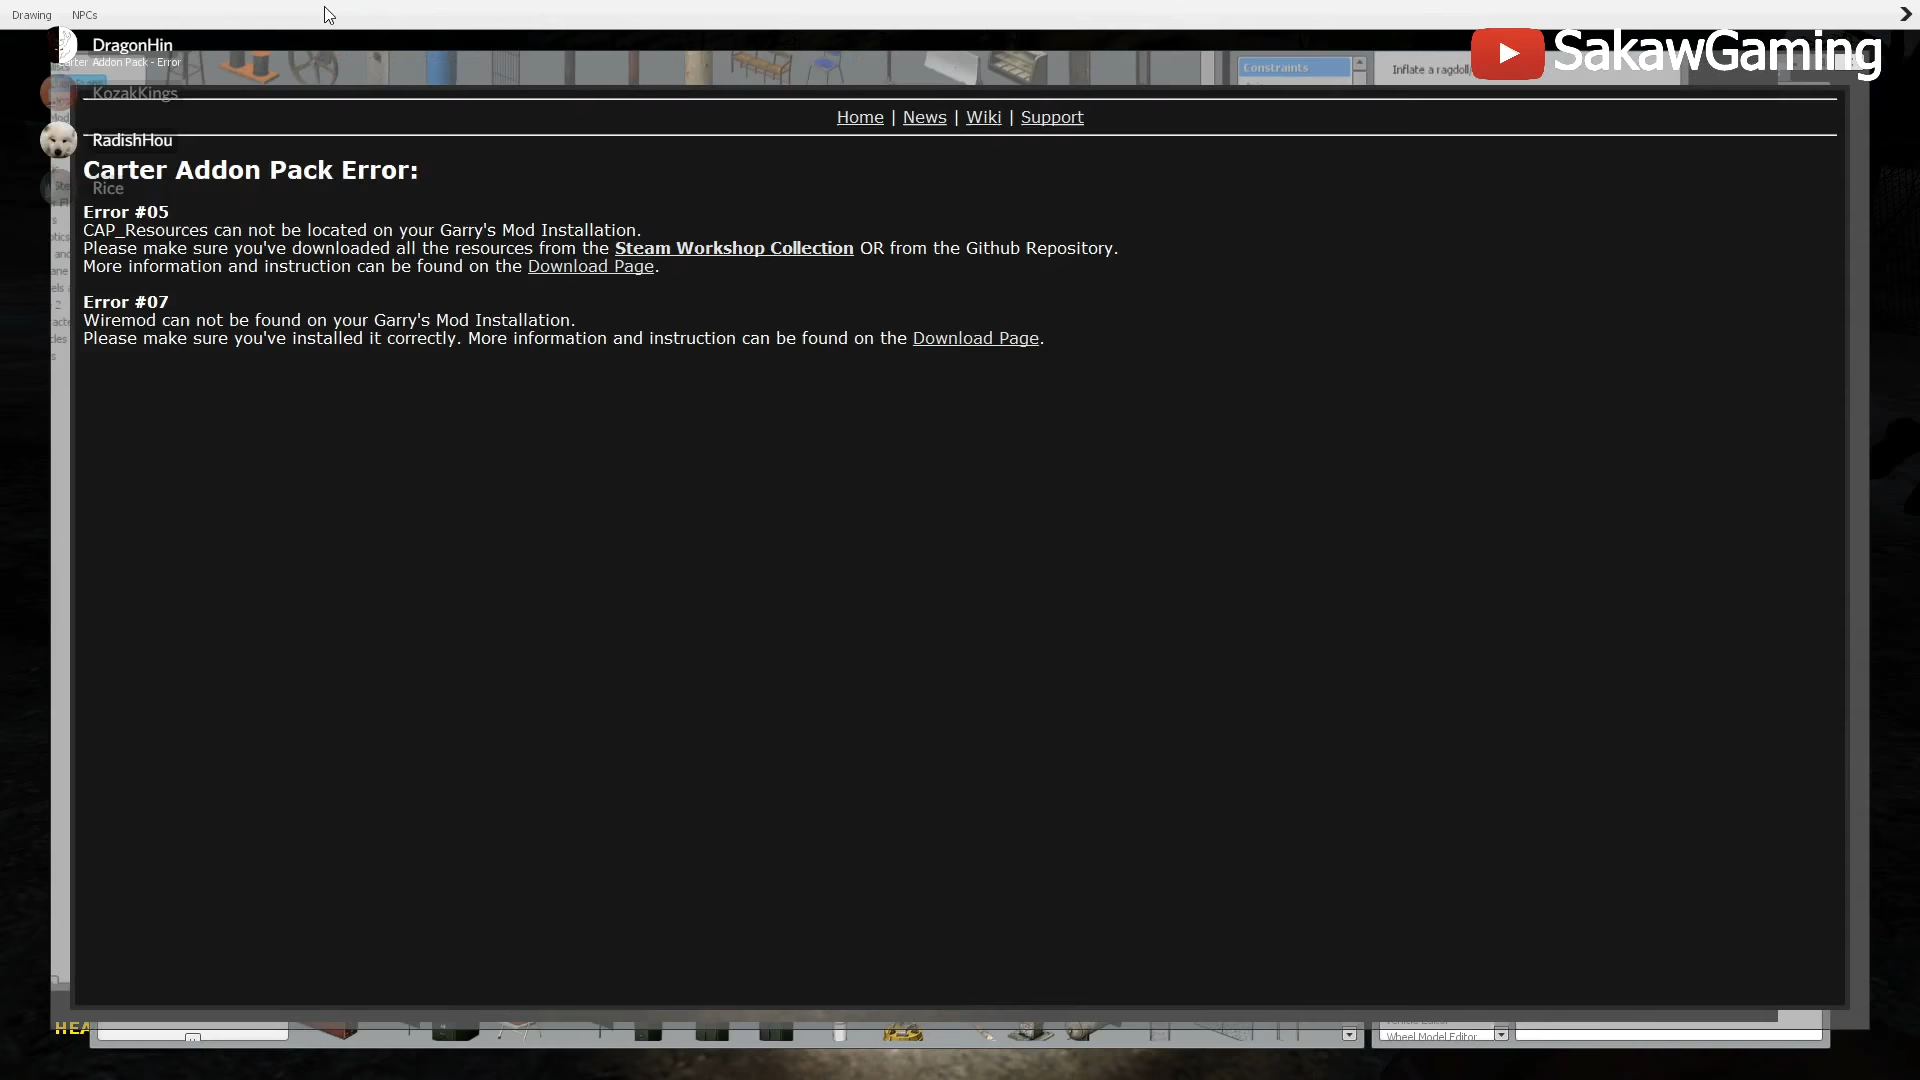 Drawing NPCs
DragonHin
Carter Addon Pack - Error
KozakKings
RadishHou
Rice
SakawGaming
Constraints
Inflate a ragdoll,
Home | News | Wiki | Support
Carter Addon Pack Error:
Error #05
CAP_Resources can not be located on your Garry's Mod Installation.
Please make sure you've downloaded all the resources from the Steam Workshop Collection OR from the Github Repository.
More information and instruction can be found on the Download Page.
Error #07
Wiremod can not be found on your Garry's Mod Installation.
Please make sure you've installed it correctly. More information and instruction can be found on the Download Page.
HEA
Wheel Model Editor